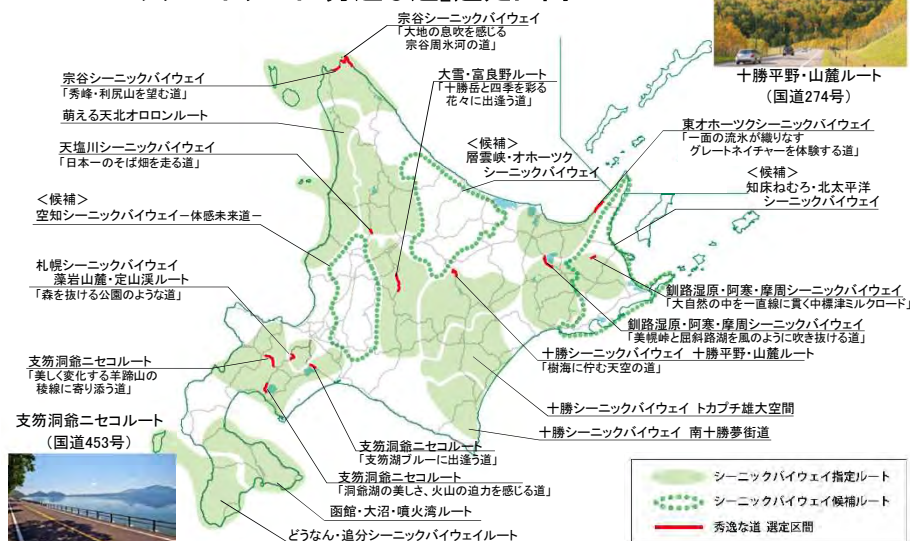 宗谷シーニックバイウェイ
「大地の息吹を感じる
宗谷周氷河の道」
宗谷シーニックバイウェイ
「秀峰・利尻山を望む道」
大雪・富良野ルート
「十勝岳と四季を彩る
花々に出逢う道」
十勝平野・山麓ルート
(国道274号)
萌える天北オロロンルート
東オホーツクシーニックバイウェイ
「一面の流氷が織りなす
グレートネイチャーを体験する道」
天塩川シーニックバイウェイ
「日本一のそば畑を走る道」
<候補>
層雲峡・オホーツク
シーニックバイウェイ
<候補>
知床ねむろ・北太平洋
シーニックバイウェイ
<候補>
空知シーニックバイウェイー体感未来道ー
札幌シーニックバイウェイ
藻岩山麓・定山渓ルート
「森を抜ける公園のような道」
釧路湿原・阿寒・摩周シーニックバイウェイ
「大自然の中を一直線に貫く中標津ミルクロード」
釧路湿原・阿寒・摩周シーニックバイウェイ
「美幌峠と屈斜路湖を風のように吹き抜ける道」
十勝シーニックバイウェイ 十勝平野・山麓ルート
「樹海に佇む天空の道」
支笏洞爺ニセコルート
「美しく変化する羊蹄山の
稜線に寄り添う道」
十勝シーニックバイウェイ トカプチ雄大空間
十勝シーニックバイウェイ 南十勝夢街道
支笏洞爺ニセコルート
(国道453号)
支笏洞爺ニセコルート
「支笏湖ブルーに出逢う道」
支笏洞爺ニセコルート
「洞爺湖の美しさ、火山の迫力を感じる道」
函館・大沼・噴火湾ルート
どうなん・追分シーニックバイウェイルート
シーニックバイウェイ指定ルート
シーニックバイウェイ候補ルート
秀逸な道 選定区間